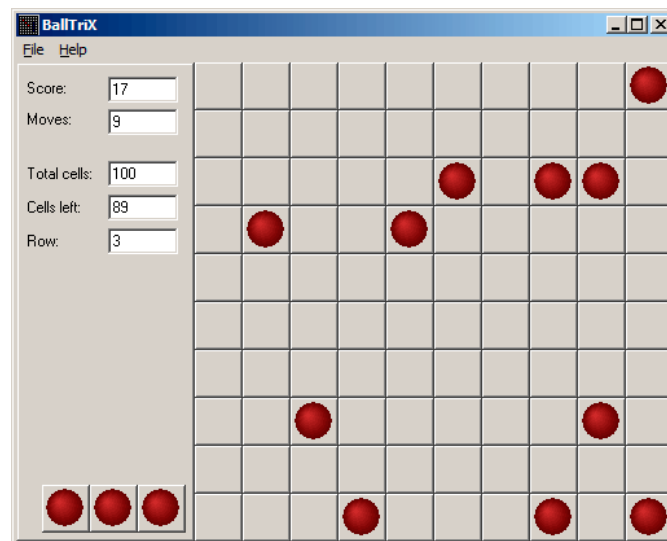 BallTriX
File Help
Score: 17
Moves: 9
Total cells: 100
Cells left: 89
Row: 3